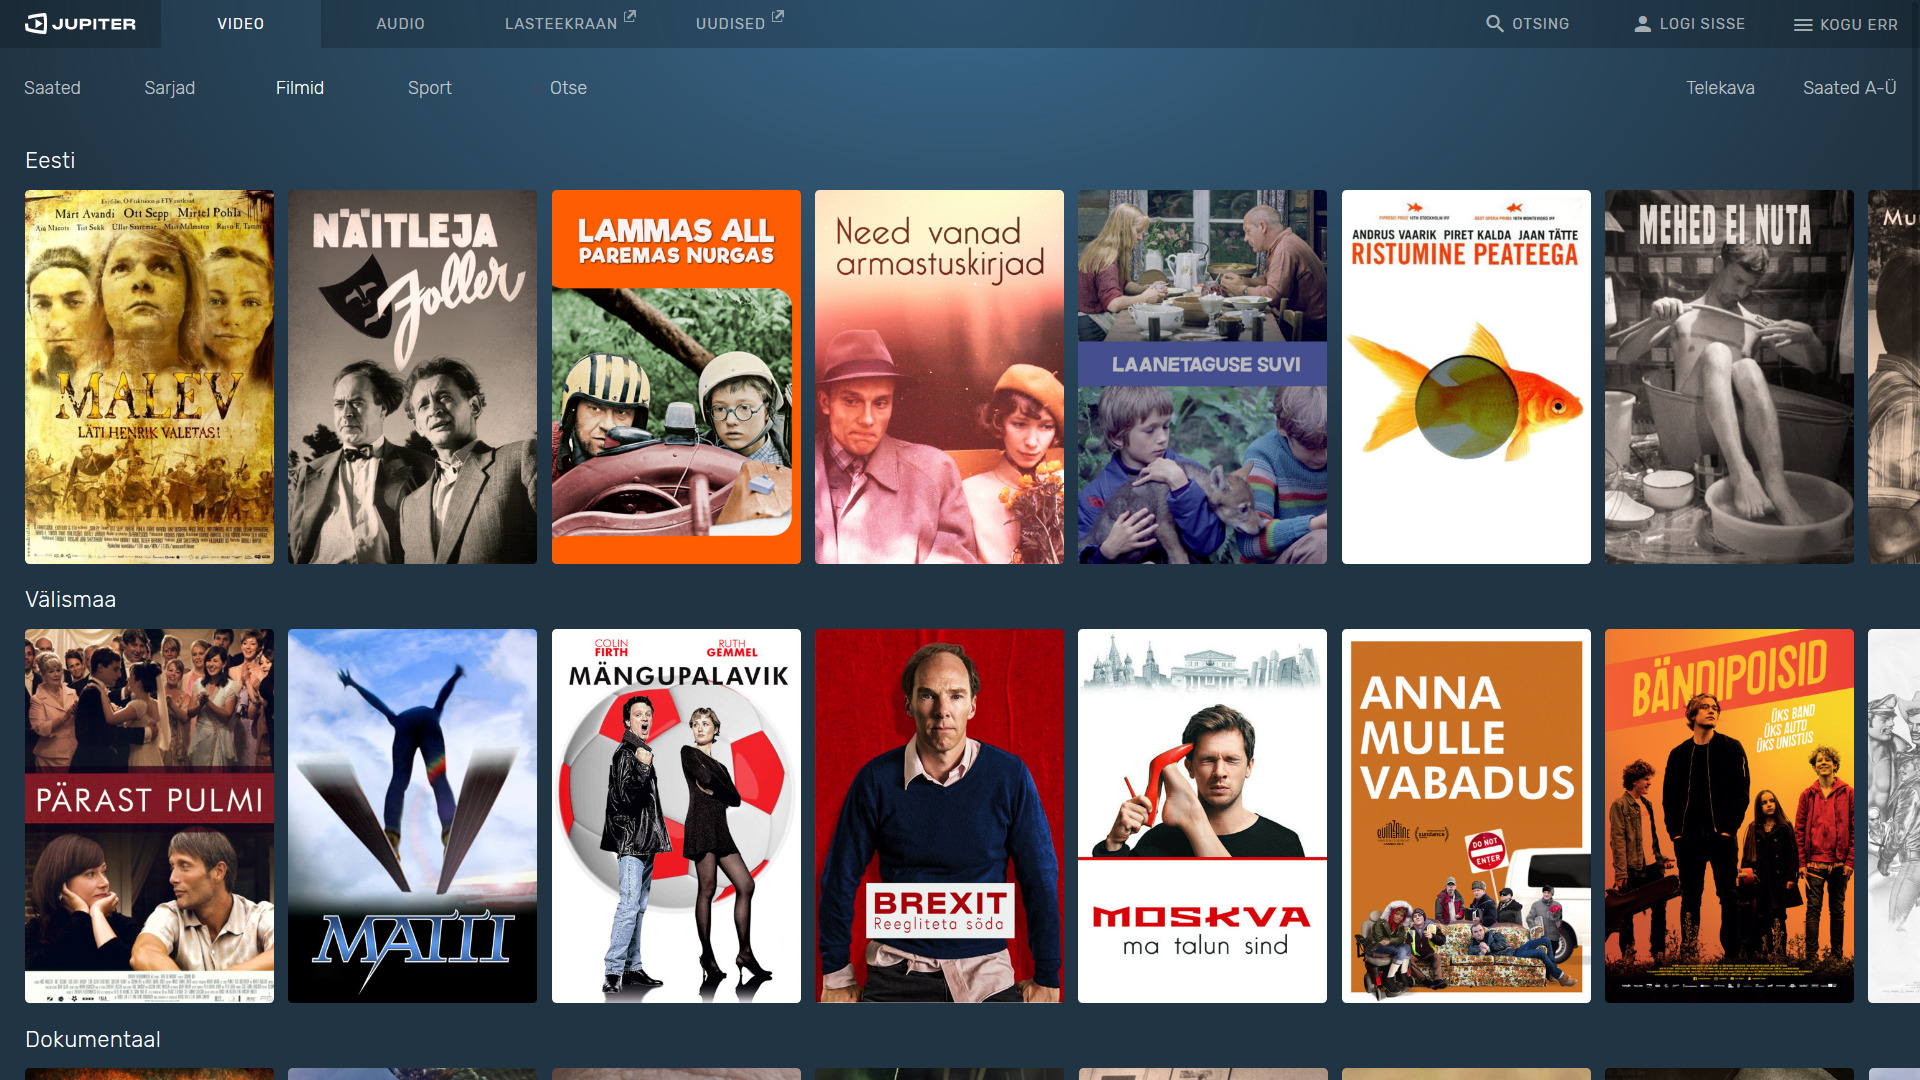 JUPITER
VIDEO
AUDIO
LASTEEKRAAN
UUDISED
OTSING
LOGI SISSE
KOGU ERR
Saated
Sarjad
Filmid
Sport
Otse
Telekava
Saated A-Ü
Eesti
Märt Avandi Ott Sepp Mirtel Pohla
MALEV
LÄTI HENRIK VALETAS!
NÄITLEJA
Joller
LAMMAS ALL
PAREMAS NURGAS
Need vanad
armastuskirjad
LAANETAGUSE SUVI
ANDRUS VAARIK PIRET KALDA JAAN TÄTTE
RISTUMINE PEATEEGA
MEHED EI NUTA
Välismaa
PÄRAST PULMI
MATTI
COLIN
FIRTH
RUTH
GEMMEL
MÄNGUPALAVIK
BREXIT
Reegliteta sõda
MOSKVA
ma talun sind
ANNA
MULLE
VABADUS
sundance
DO NOT
ENTER
BÄNDIPOISID
ÜKS BAND
ÜKS AUTO
ÜKS UNISTUS
Dokumentaal